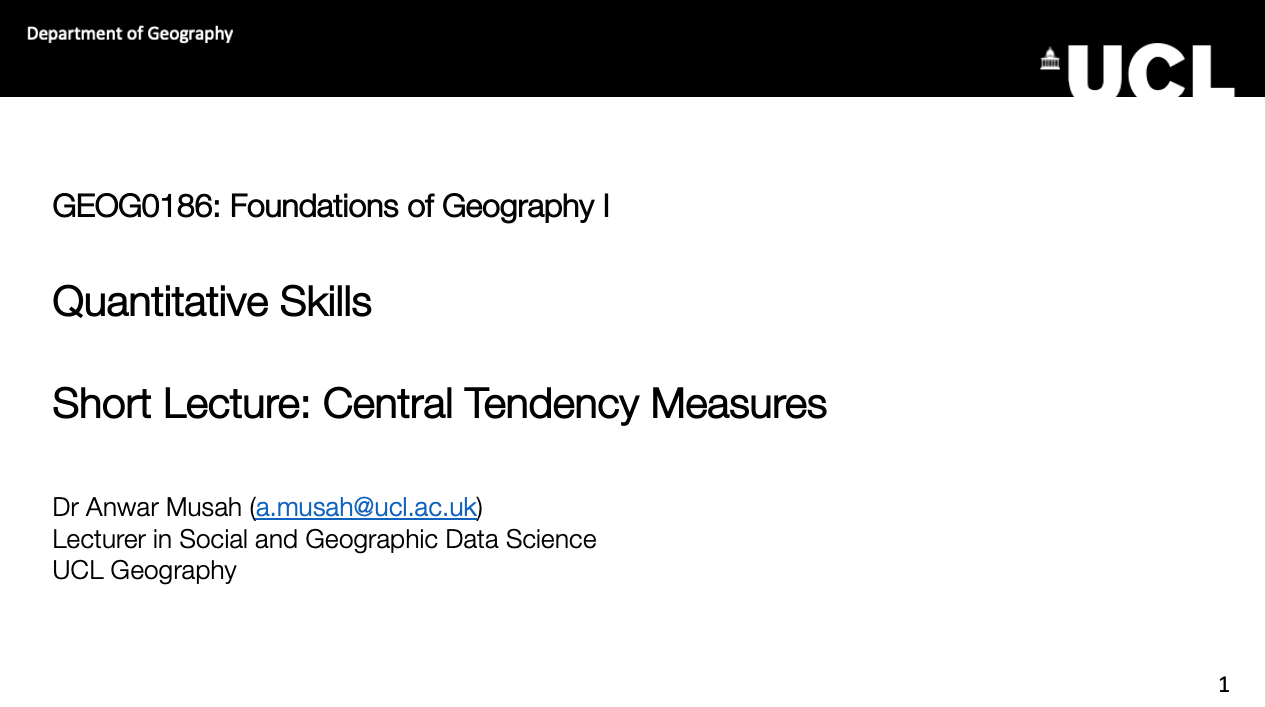 Department of Geography
UCL
GEOG0186: Foundations of Geography I
Quantitative Skills
Short Lecture: Central Tendency Measures
Dr Anwar Musah (a.musah@ucl.ac.uk)
Lecturer in Social and Geographic Data Science
UCL Geography
1